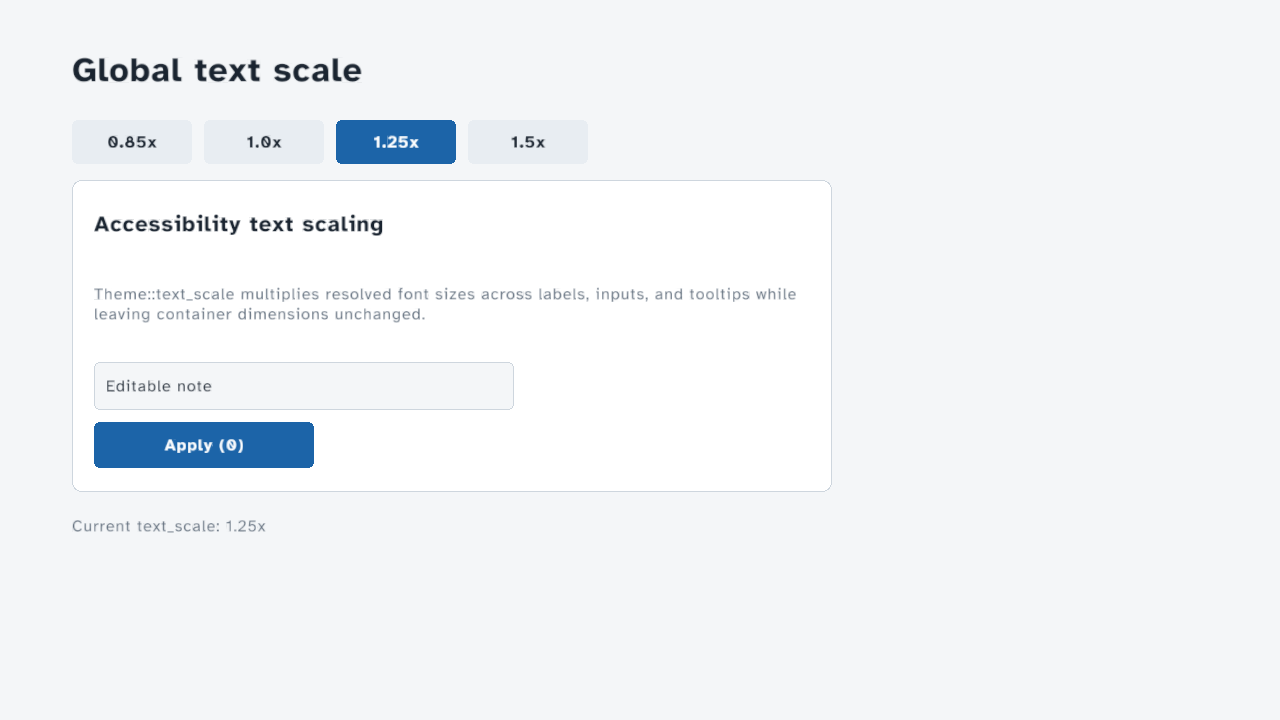 Global text scale
0.85x
1.0x
1.25x
1.5x
Accessibility text scaling
Theme::text_scale multiplies resolved font sizes across labels, inputs, and tooltips while
leaving container dimensions unchanged.
Editable note
Apply (0)
Current text_scale: 1.25x